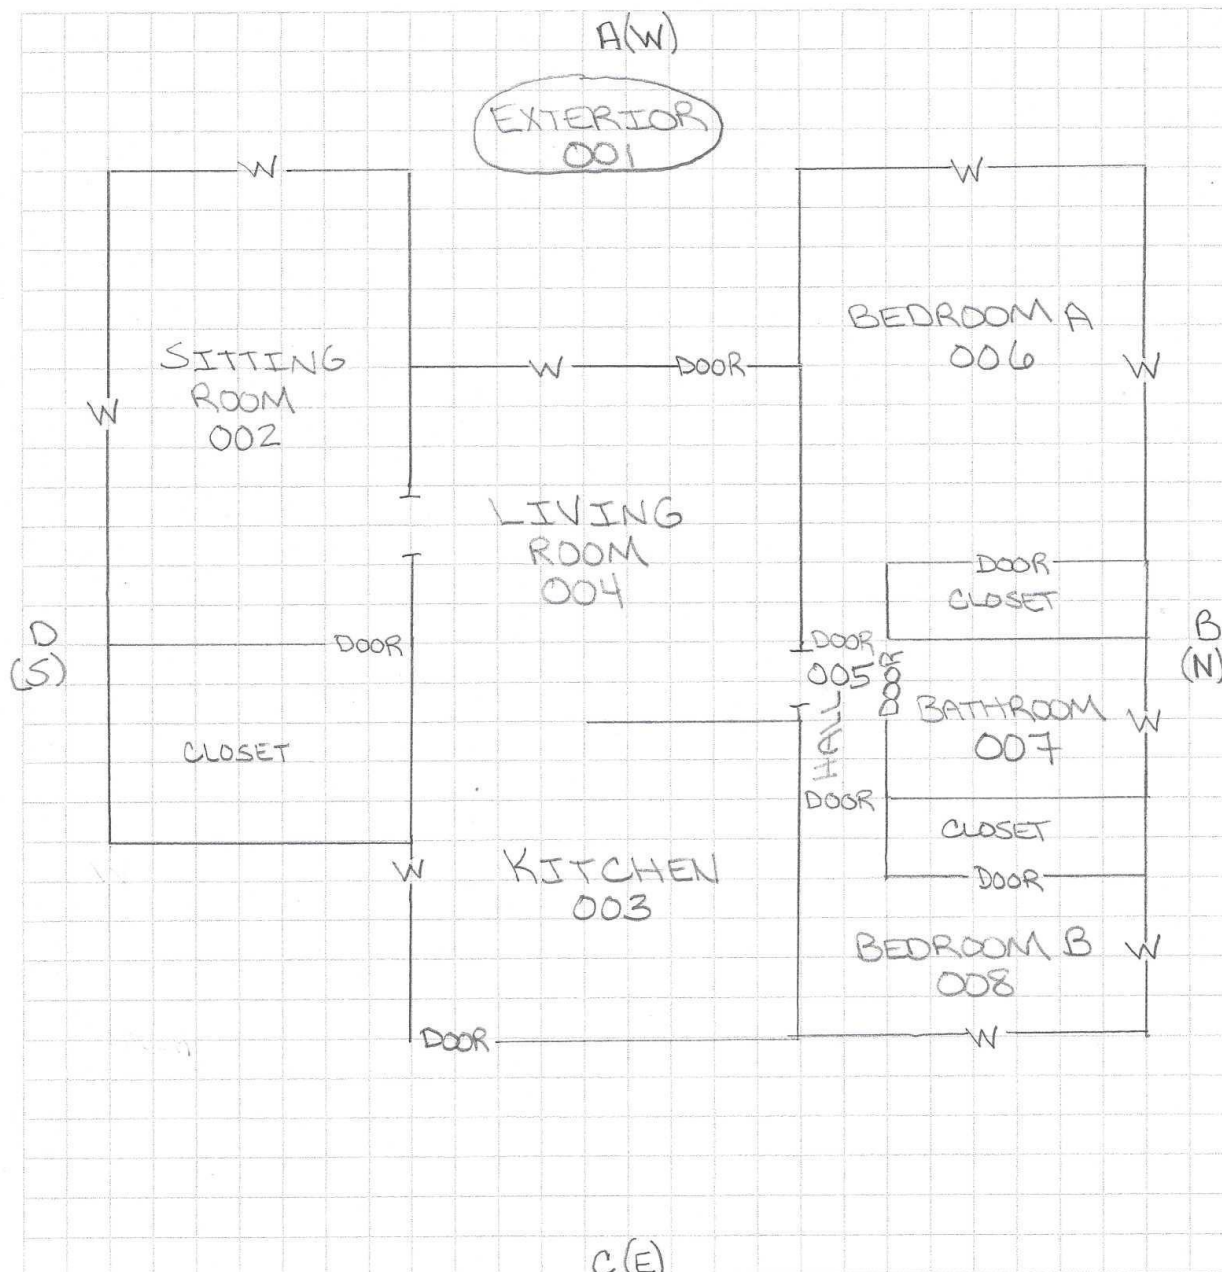 A(W)
EXTERIOR
001
W
W
SITTING
ROOM
002
W
W
DOOR
BEDROOM A
006
W
LIVING
ROOM
004
DOOR
CLOSET
D
(S)
DOOR
DOOR
005
HALL
DOOR
B
(N)
CLOSET
BATHROOM
007
W
DOOR
CLOSET
DOOR
W
KITCHEN
003
BEDROOM B
008
W
DOOR
W
C(E)